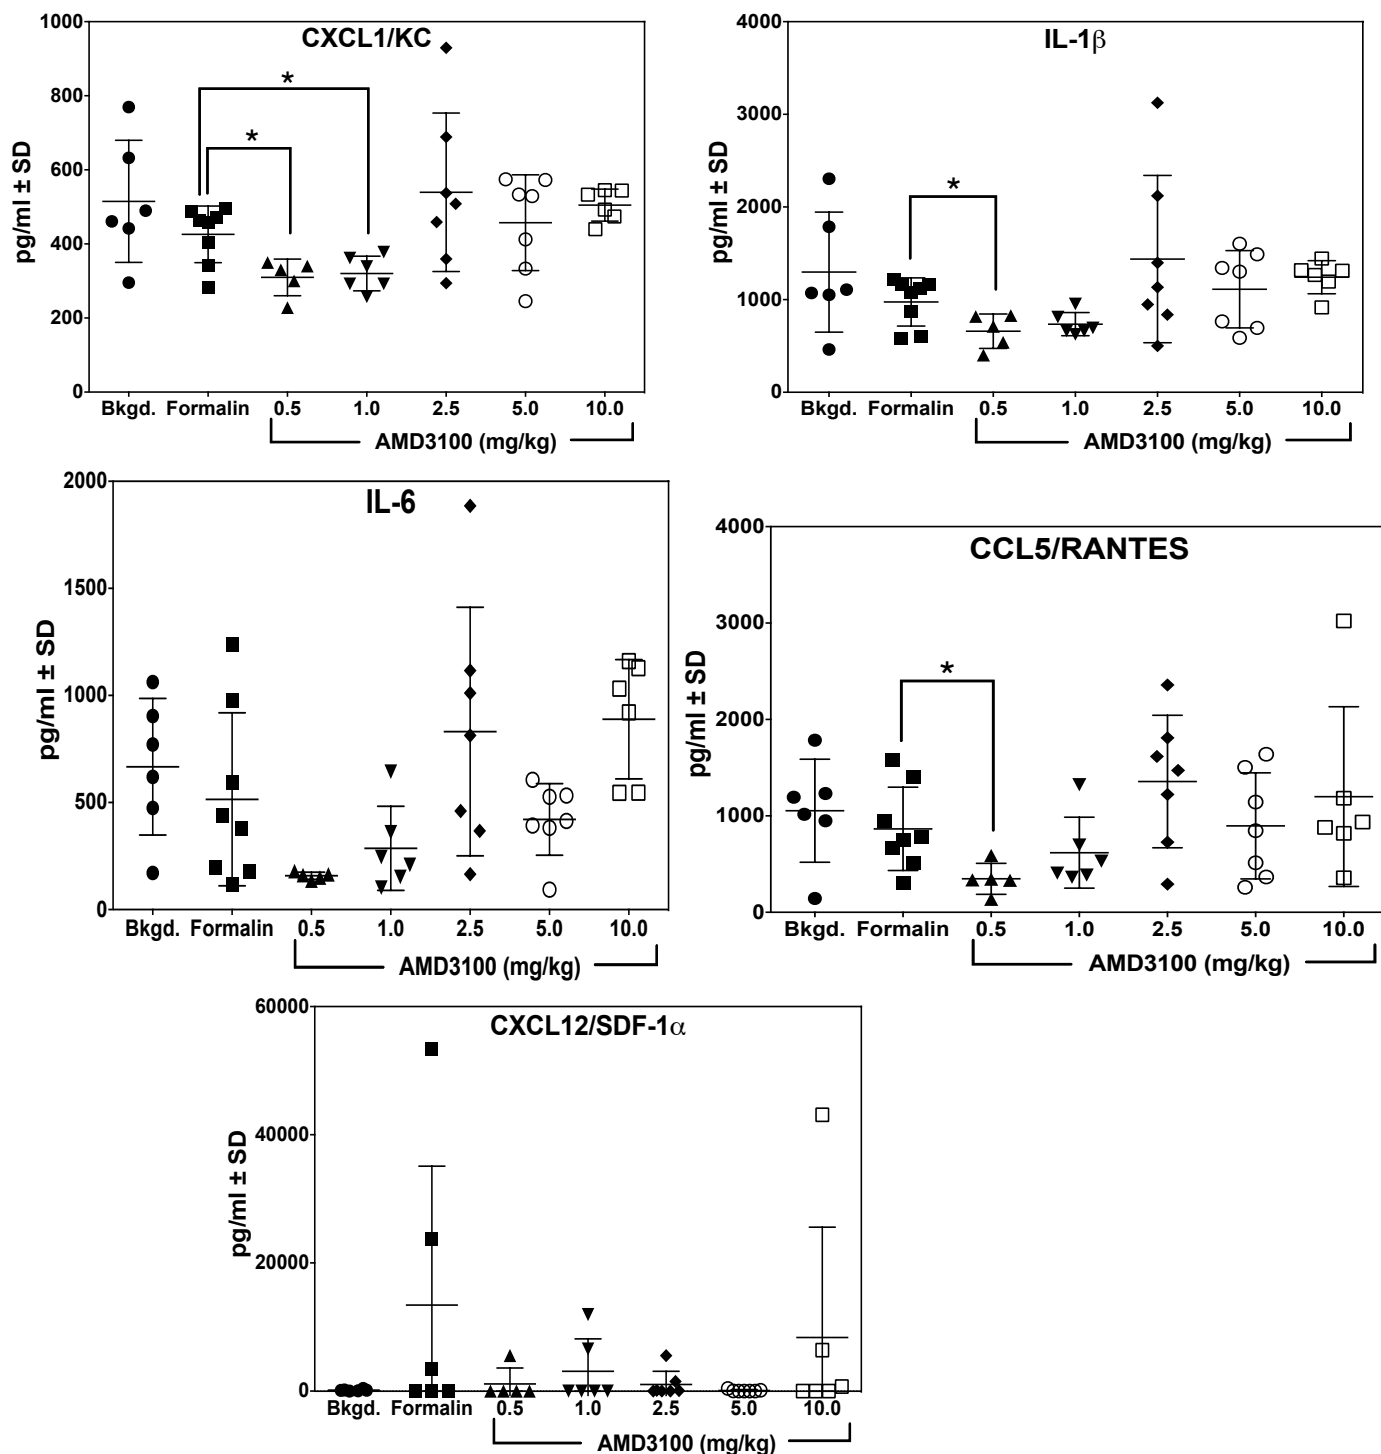 CXCL1/KC
pg/ml ± SD
1000
800
600
400
200
0
*
*
Bkgd. Formalin 0.5 1.0 2.5 5.0 10.0
AMD3100 (mg/kg)
IL-1β
pg/ml ± SD
4000
3000
2000
1000
0
*
Bkgd. Formalin 0.5 1.0 2.5 5.0 10.0
AMD3100 (mg/kg)
IL-6
pg/ml ± SD
2000
1500
1000
500
0
Bkgd. Formalin 0.5 1.0 2.5 5.0 10.0
AMD3100 (mg/kg)
CCL5/RANTES
pg/ml ± SD
4000
3000
2000
1000
0
*
Bkgd. Formalin 0.5 1.0 2.5 5.0 10.0
AMD3100 (mg/kg)
CXCL12/SDF-1α
pg/ml ± SD
60000
40000
20000
0
Bkgd. Formalin 0.5 1.0 2.5 5.0 10.0
AMD3100 (mg/kg)